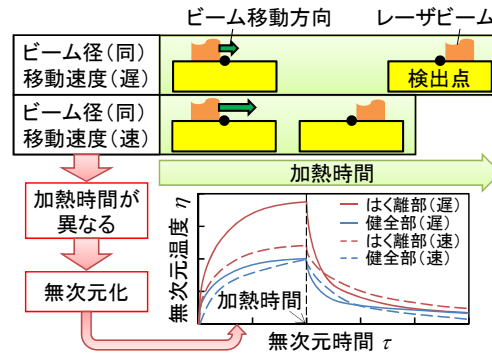 ビーム移動方向
レーザビーム
ビーム径(同)
移動速度(遅)
検出点
ビーム径(同)
移動速度(速)
加熱時間
加熱時間が
異なる
無次元化
無次元温度 η
はく離部(遅)
健全部(遅)
はく離部(速)
健全部(速)
加熱時間
無次元時間 τ